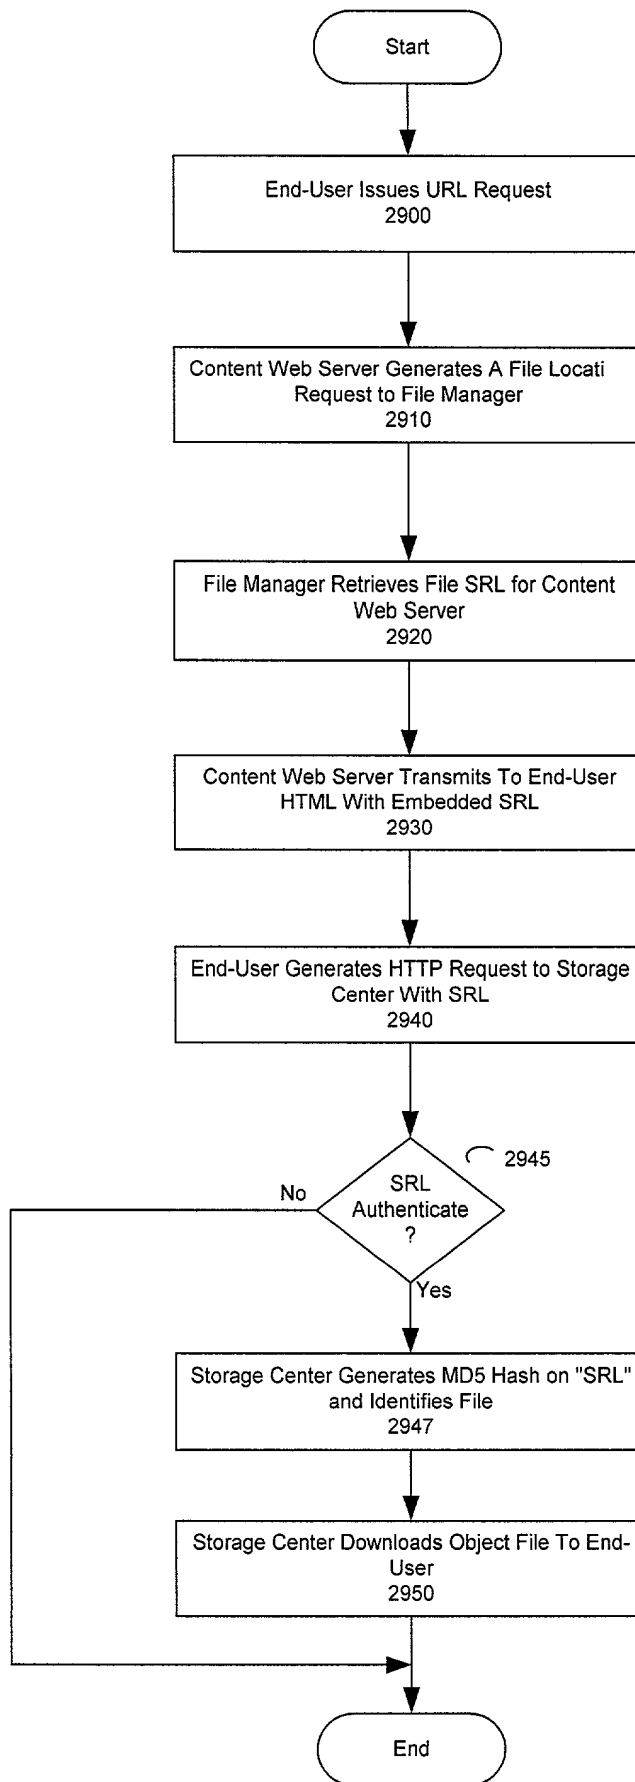 Start
End-User Issues URL Request
2900
Content Web Server Generates A File Locati
Request to File Manager
2910
File Manager Retrieves File SRL for Content
Web Server
2920
Content Web Server Transmits To End-User
HTML With Embedded SRL
2930
End-User Generates HTTP Request to Storage
Center With SRL
2940
2945
SRL
Authenticate
?
No
Yes
Storage Center Generates MD5 Hash on "SRL"
and Identifies File
2947
Storage Center Downloads Object File To End-
User
2950
End